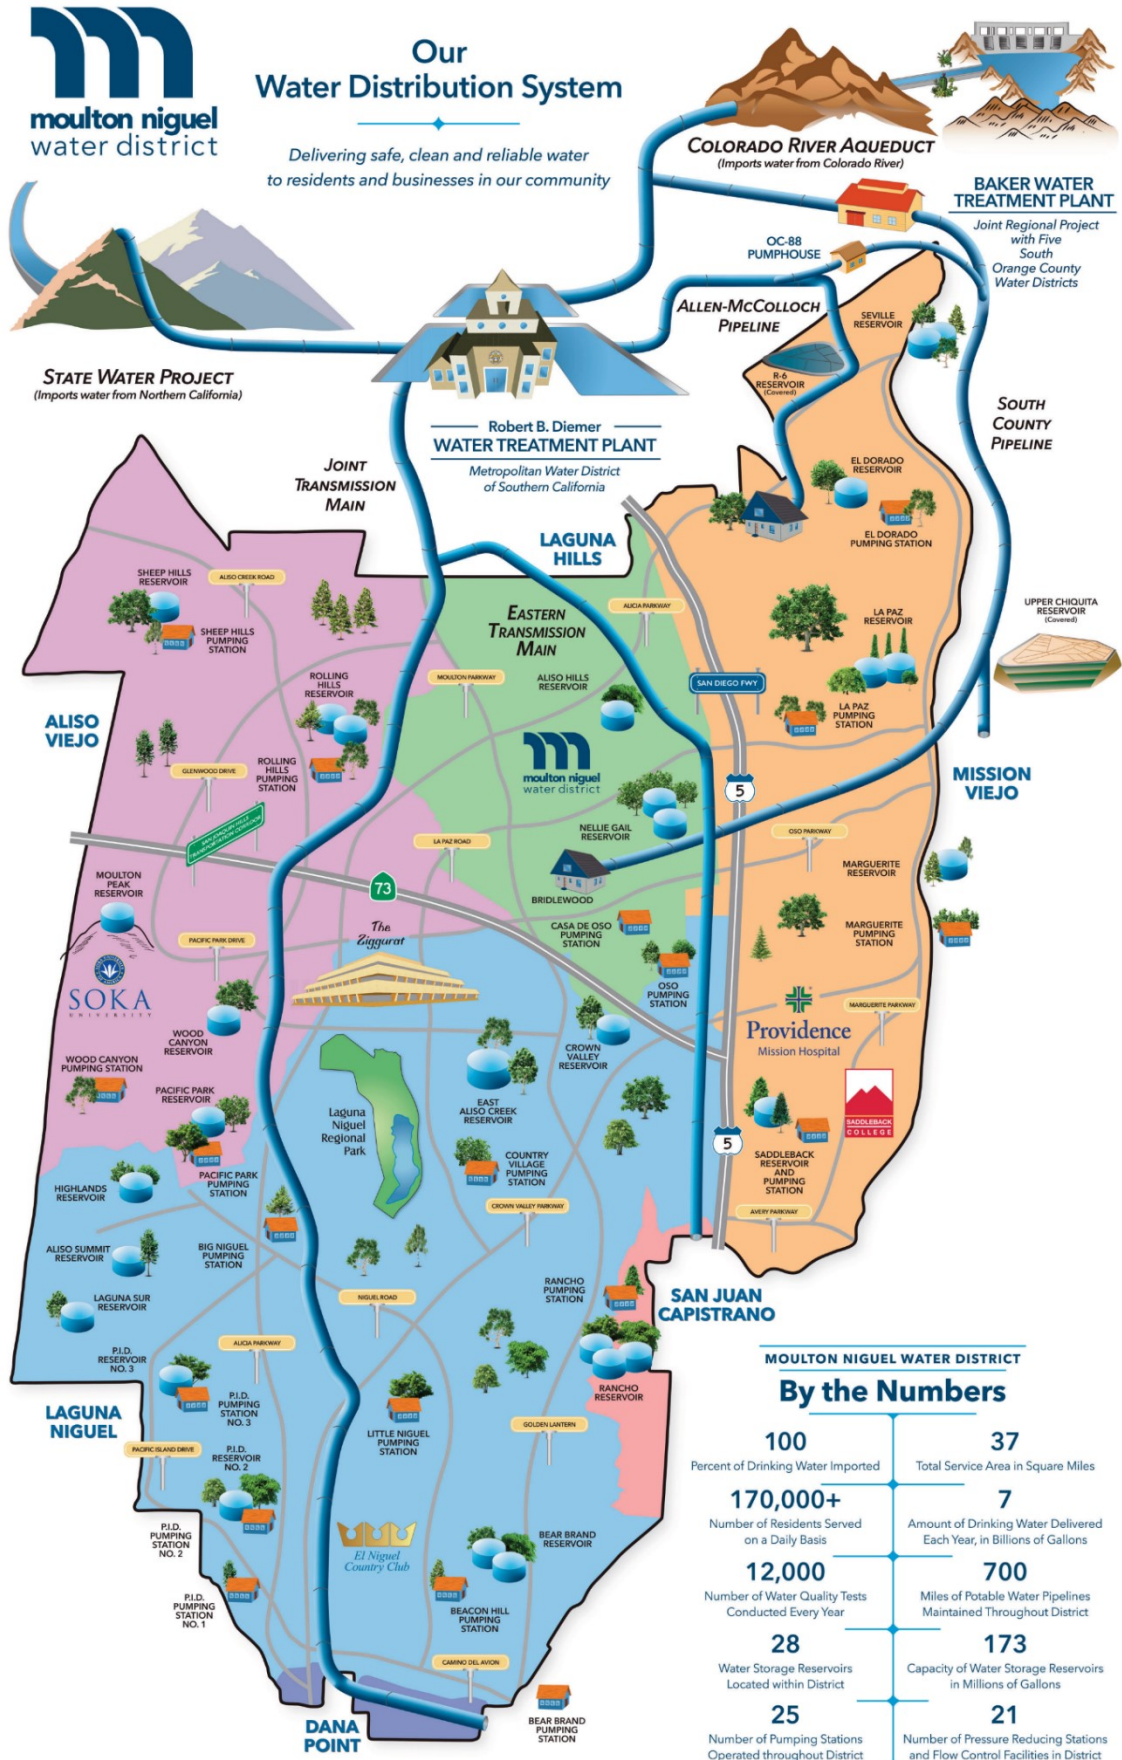 moulton niguel
water district
Our
Water Distribution System
Delivering safe, clean and reliable water
to residents and businesses in our community
COLORADO RIVER AQUEDUCT
(Imports water from Colorado River)
BAKER WATER
TREATMENT PLANT
Joint Regional Project
with Five
South
Orange County
Water Districts
OC-88
PUMPHOUSE
ALLEN-MCCOLLOCH
PIPELINE
SEVILLE
RESERVOIR
R-6
RESERVOIR
(Covered)
STATE WATER PROJECT
(Imports water from Northern California)
Robert B. Diemer
WATER TREATMENT PLANT
Metropolitan Water District
of Southern California
SOUTH
COUNTY
PIPELINE
JOINT
TRANSMISSION
MAIN
EL DORADO
RESERVOIR
EL DORADO
PUMPING STATION
LAGUNA
HILLS
SHEEP HILLS
RESERVOIR
ALISO CREEK ROAD
SHEEP HILLS
PUMPING
STATION
EASTERN
TRANSMISSION
MAIN
ALICIA PARKWAY
LA PAZ
RESERVOIR
UPPER CHIQUITA
RESERVOIR
(Covered)
ROLLING
HILLS
RESERVOIR
MOULTON PARKWAY
ALISO HILLS
RESERVOIR
SAN DIEGO FWY
LA PAZ
PUMPING
STATION
ALISO
VIEJO
GLENWOOD DRIVE
ROLLING
HILLS
PUMPING
STATION
moulton niguel
water district
5
MISSION
VIEJO
SAN JOAQUIN HILLS
TRANSPORTATION CORRIDOR
LA PAZ ROAD
NELLIE GAIL
RESERVOIR
OSO PARKWAY
MOULTON
PEAK
RESERVOIR
73
BRIDLEWOOD
MARGUERITE
RESERVOIR
PACIFIC PARK DRIVE
The
Ziggurat
CASA DE OSO
PUMPING
STATION
MARGUERITE
PUMPING
STATION
SOKA
UNIVERSITY
OSO
PUMPING
STATION
MARGUERITE PARKWAY
Providence
Mission Hospital
WOOD
CANYON
RESERVOIR
CROWN
VALLEY
RESERVOIR
WOOD CANYON
PUMPING STATION
PACIFIC PARK
RESERVOIR
Laguna
Niguel
Regional
Park
EAST
ALISO CREEK
RESERVOIR
SADDLEBACK
COLLEGE
5
COUNTRY
VILLAGE
PUMPING
STATION
SADDLEBACK
RESERVOIR
AND
PUMPING
STATION
HIGHLANDS
RESERVOIR
PACIFIC PARK
PUMPING
STATION
CROWN VALLEY PARKWAY
AVERY PARKWAY
ALISO SUMMIT
RESERVOIR
BIG NIGUEL
PUMPING
STATION
LAGUNA SUR
RESERVOIR
NIGUEL ROAD
RANCHO
PUMPING
STATION
SAN JUAN
CAPISTRANO
P.I.D.
RESERVOIR
NO. 3
ALICIA PARKWAY
RANCHO
RESERVOIR
P.I.D.
PUMPING
STATION
NO. 3
LAGUNA
NIGUEL
LITTLE NIGUEL
PUMPING
STATION
GOLDEN LANTERN
PACIFIC ISLAND DRIVE
P.I.D.
RESERVOIR
NO. 2
P.I.D.
PUMPING
STATION
NO. 2
El Niguel
Country Club
BEAR BRAND
RESERVOIR
P.I.D.
PUMPING
STATION
NO. 1
BEACON HILL
PUMPING
STATION
CAMINO DEL AVION
DANA
POINT
BEAR BRAND
PUMPING
STATION
MOULTON NIGUEL WATER DISTRICT
By the Numbers
100
Percent of Drinking Water Imported
37
Total Service Area in Square Miles
170,000+
Number of Residents Served
on a Daily Basis
7
Amount of Drinking Water Delivered
Each Year, in Billions of Gallons
12,000
Number of Water Quality Tests
Conducted Every Year
700
Miles of Potable Water Pipelines
Maintained Throughout District
28
Water Storage Reservoirs
Located within District
173
Capacity of Water Storage Reservoirs
in Millions of Gallons
25
Number of Pumping Stations
Operated throughout District
21
Number of Pressure Reducing Stations
and Flow Control Facilities in District